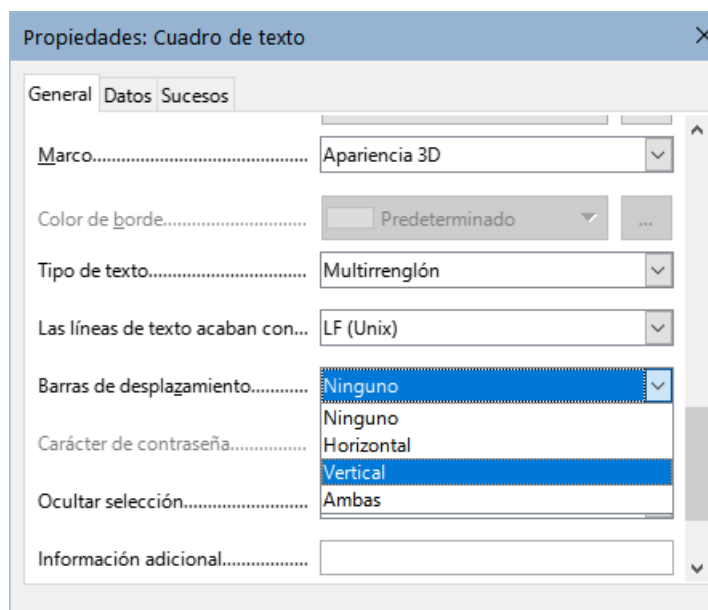 Propiedades: Cuadro de texto
General Datos Sucesos
Marco............................................ Apariencia 3D
Color de borde............................. Predeterminado ...
Tipo de texto................................ Multirrenglón
Las líneas de texto acaban con... LF (Unix)
Barras de desplazamiento............ Ninguno
Ninguno
Carácter de contraseña................ Horizontal
Vertical
Ocultar selección......................... Ambas
Información adicional..................